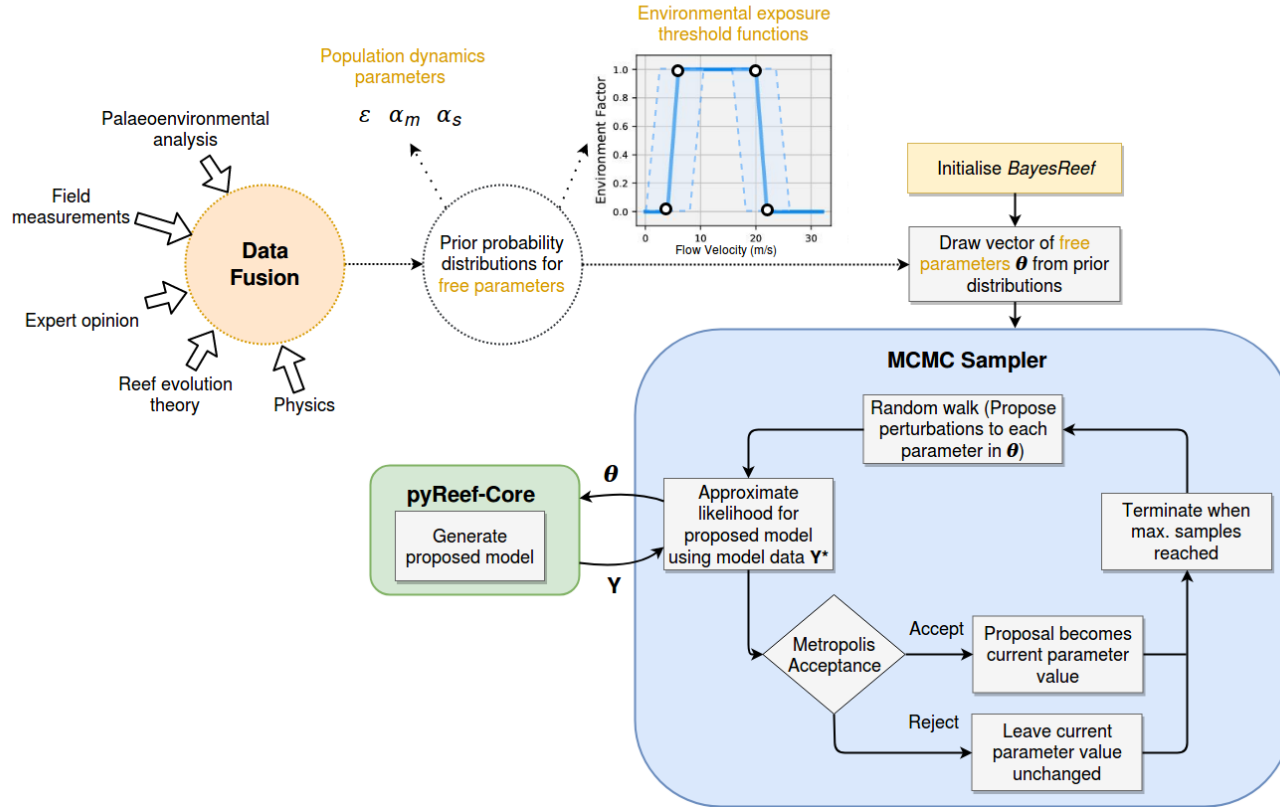 Environmental exposure
threshold functions
Population dynamics
parameters
ε αm αs
Palaeoenvironmental
analysis
Field
measurements
Expert opinion
Reef evolution
theory
Physics
Data
Fusion
Prior probability
distributions for
free parameters
Environment Factor
1.0
0.8
0.6
0.4
0.2
0.0
0 10 20 30
Flow Velocity (m/s)
Initialise BayesReef
Draw vector of free
parameters θ from prior
distributions
MCMC Sampler
Random walk (Propose
perturbations to each
parameter in θ)
pyReef-Core
Generate
proposed model
θ
Y
Approximate
likelihood for
proposed model
using model data Y*
Terminate when
max. samples
reached
Metropolis
Acceptance
Accept
Proposal becomes
current parameter
value
Reject
Leave current
parameter value
unchanged